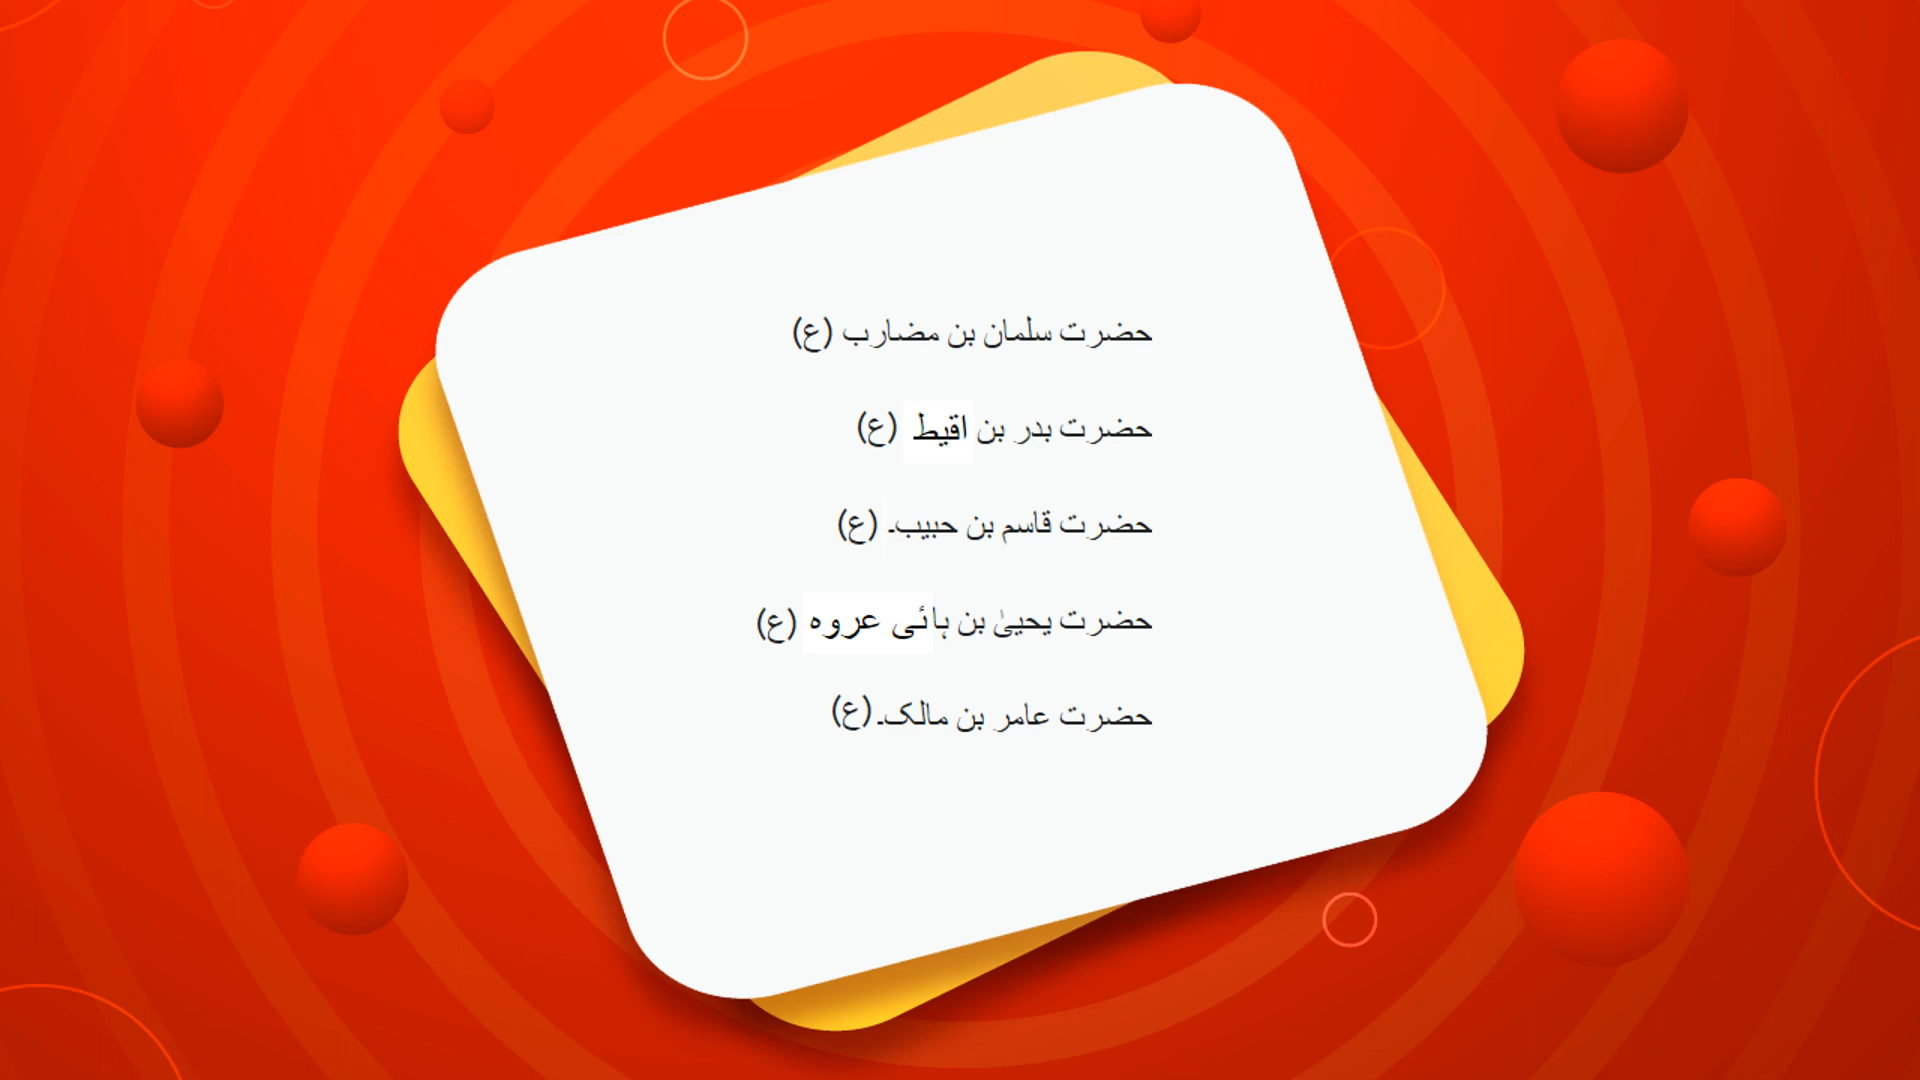 حضرت سلمان بن مضارب (ع)
حضرت بدر بن اقیط (ع)
حضرت قاسم بن حبیب۔ (ع)
حضرت یحییٰ بن ہائی عروہ (ع)
حضرت عامر بن مالک۔(ع)